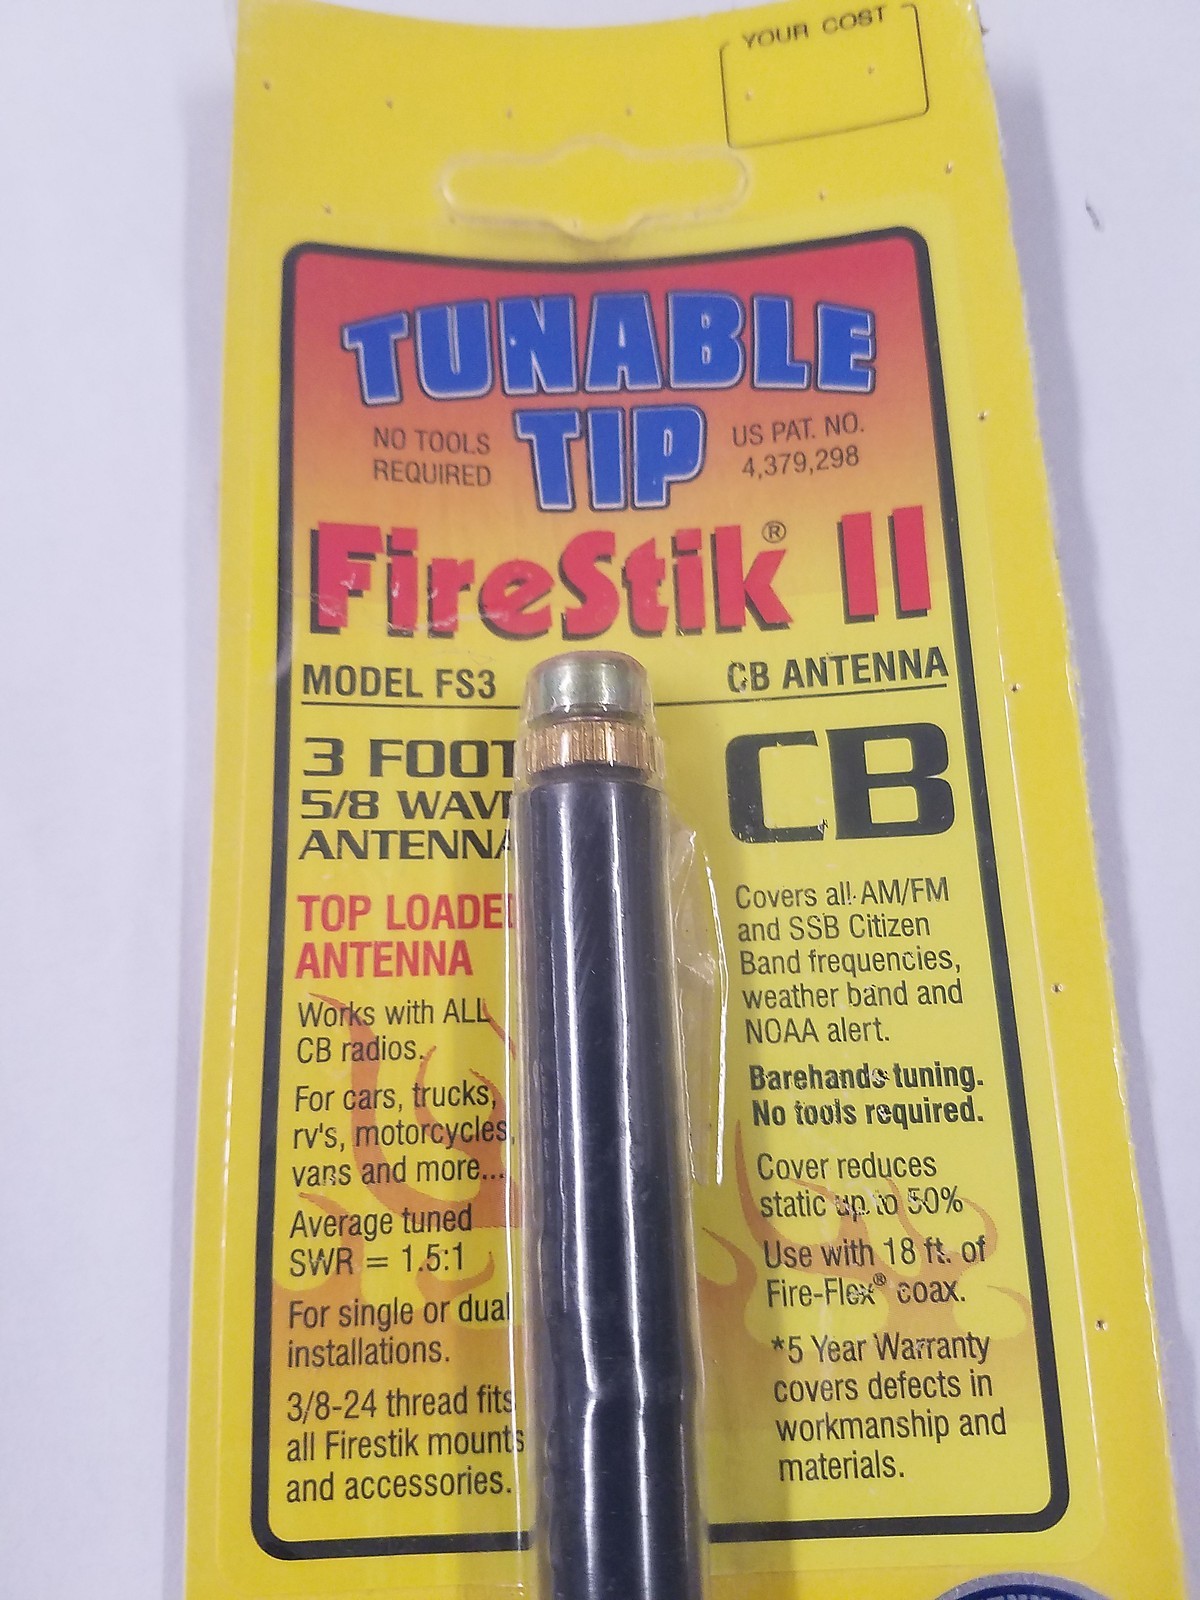 YOUR COST
TUNABLE
TIP
NO TOOLS
REQUIRED
US PAT. NO.
4,379,298
FireStik® II
MODEL FS3
CB ANTENNA
3 FOOT
5/8 WAVE
ANTENNA
TOP LOADE
ANTENNA
Works with ALL
CB radios.
For cars, trucks,
rv's, motorcycles,
vans and more...
Average tuned
SWR = 1.5:1
For single or dual
installations.
3/8-24 thread fits
all Firestik mounts
and accessories.
CB
Covers all AM/FM
and SSB Citizen
Band frequencies,
weather band and
NOAA alert.
Barehands tuning.
No tools required.
Cover reduces
static up to 50%
Use with 18 ft. of
Fire-Flex® coax.
*5 Year Warranty
covers defects in
workmanship and
materials.